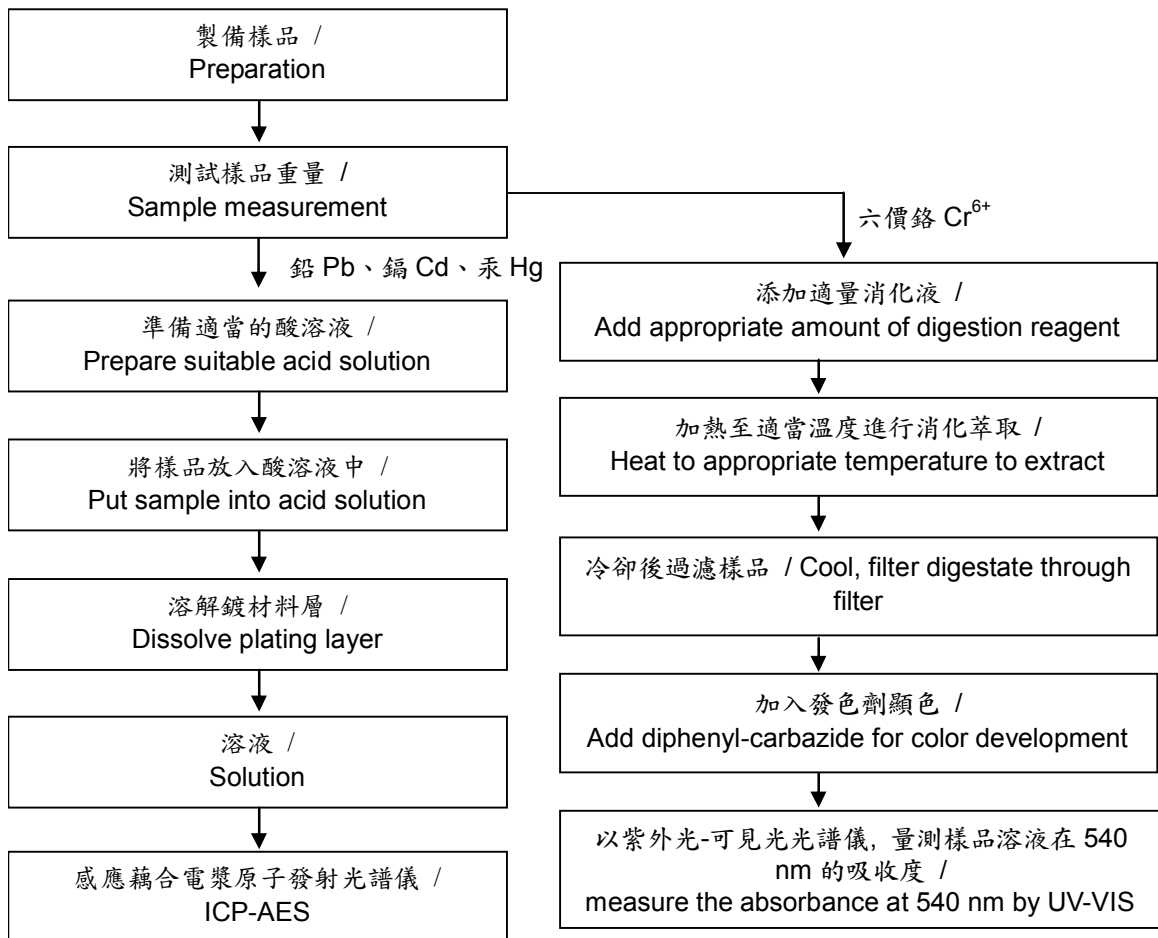 製備樣品 /
Preparation
測試樣品重量 /
Sample measurement
鉛 Pb、鎘 Cd、汞 Hg
準備適當的酸溶液 /
Prepare suitable acid solution
將樣品放入酸溶液中 /
Put sample into acid solution
溶解鍍材料層 /
Dissolve plating layer
溶液 /
Solution
感應藕合電漿原子發射光譜儀 /
ICP-AES
六價鉻 Cr⁶⁺
添加適量消化液 /
Add appropriate amount of digestion reagent
加熱至適當溫度進行消化萃取 /
Heat to appropriate temperature to extract
冷卻後過濾樣品 / Cool, filter digestate through
filter
加入發色劑顯色 /
Add diphenyl-carbazide for color development
以紫外光-可見光光譜儀, 量測樣品溶液在 540
nm 的吸收度 /
measure the absorbance at 540 nm by UV-VIS